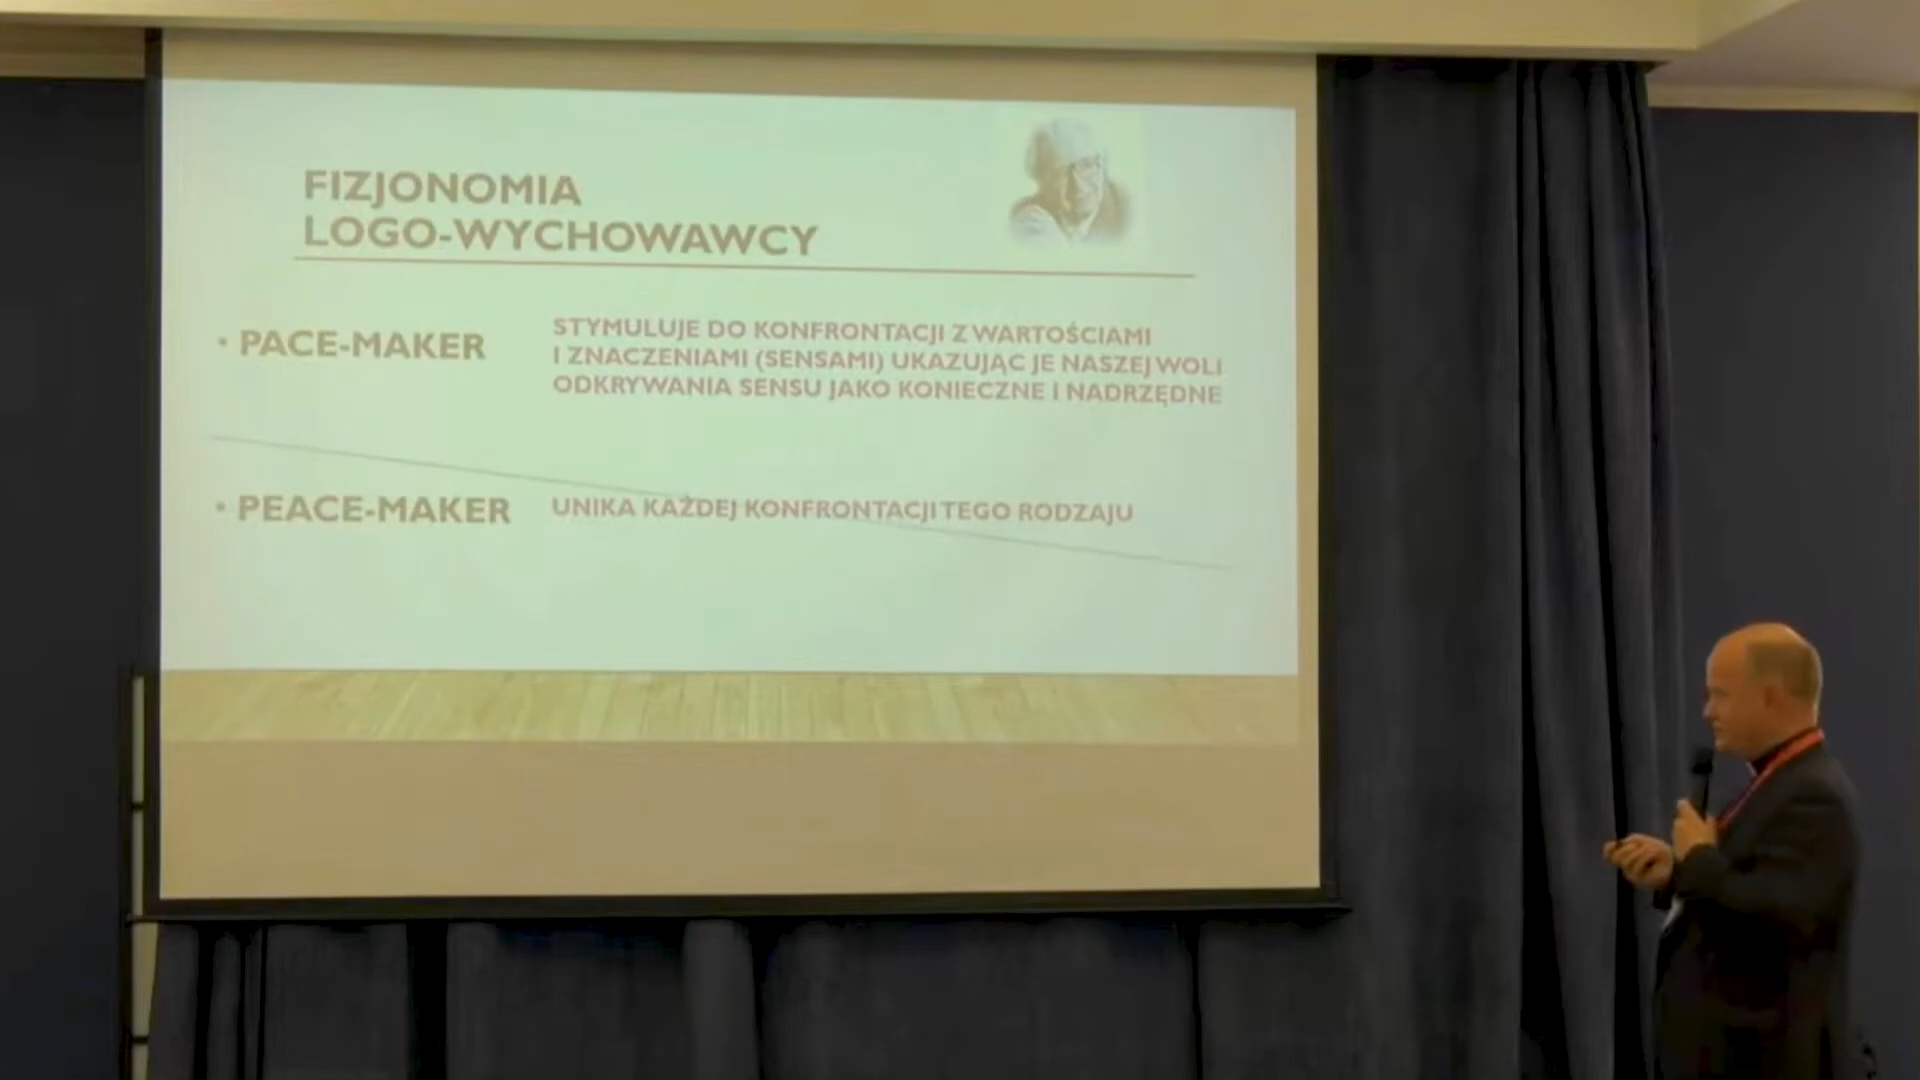 FIZJONOMIA
LOGO-WYCHOWAWCY
• PACE-MAKER
STYMULUJE DO KONFRONTACJI Z WARTOŚCIAMI
I ZNACZENIAMI (SENSAMI) UKAZUJĄC JE NASZEJ WOLI
ODKRYWANIA SENSU JAKO KONIECZNE I NADRZĘDNE
• PEACE-MAKER
UNIKA KAŻDEJ KONFRONTACJI TEGO RODZAJU